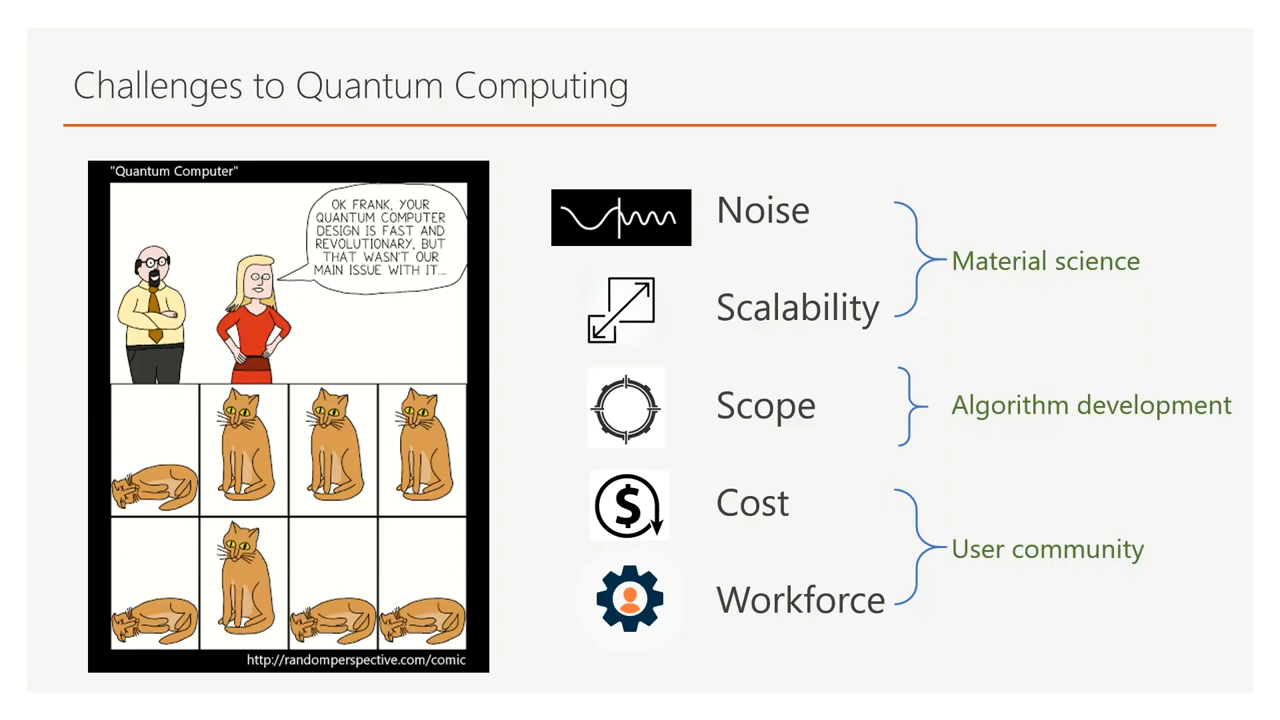 Challenges to Quantum Computing
"Quantum Computer"
OK FRANK, YOUR
QUANTUM COMPUTER
DESIGN IS FAST AND
REVOLUTIONARY, BUT
THAT WASN'T OUR
MAIN ISSUE WITH IT...
http://randomperspective.com/comic
Noise
Scalability
Material science
Scope
Algorithm development
$
Cost
Workforce
User community